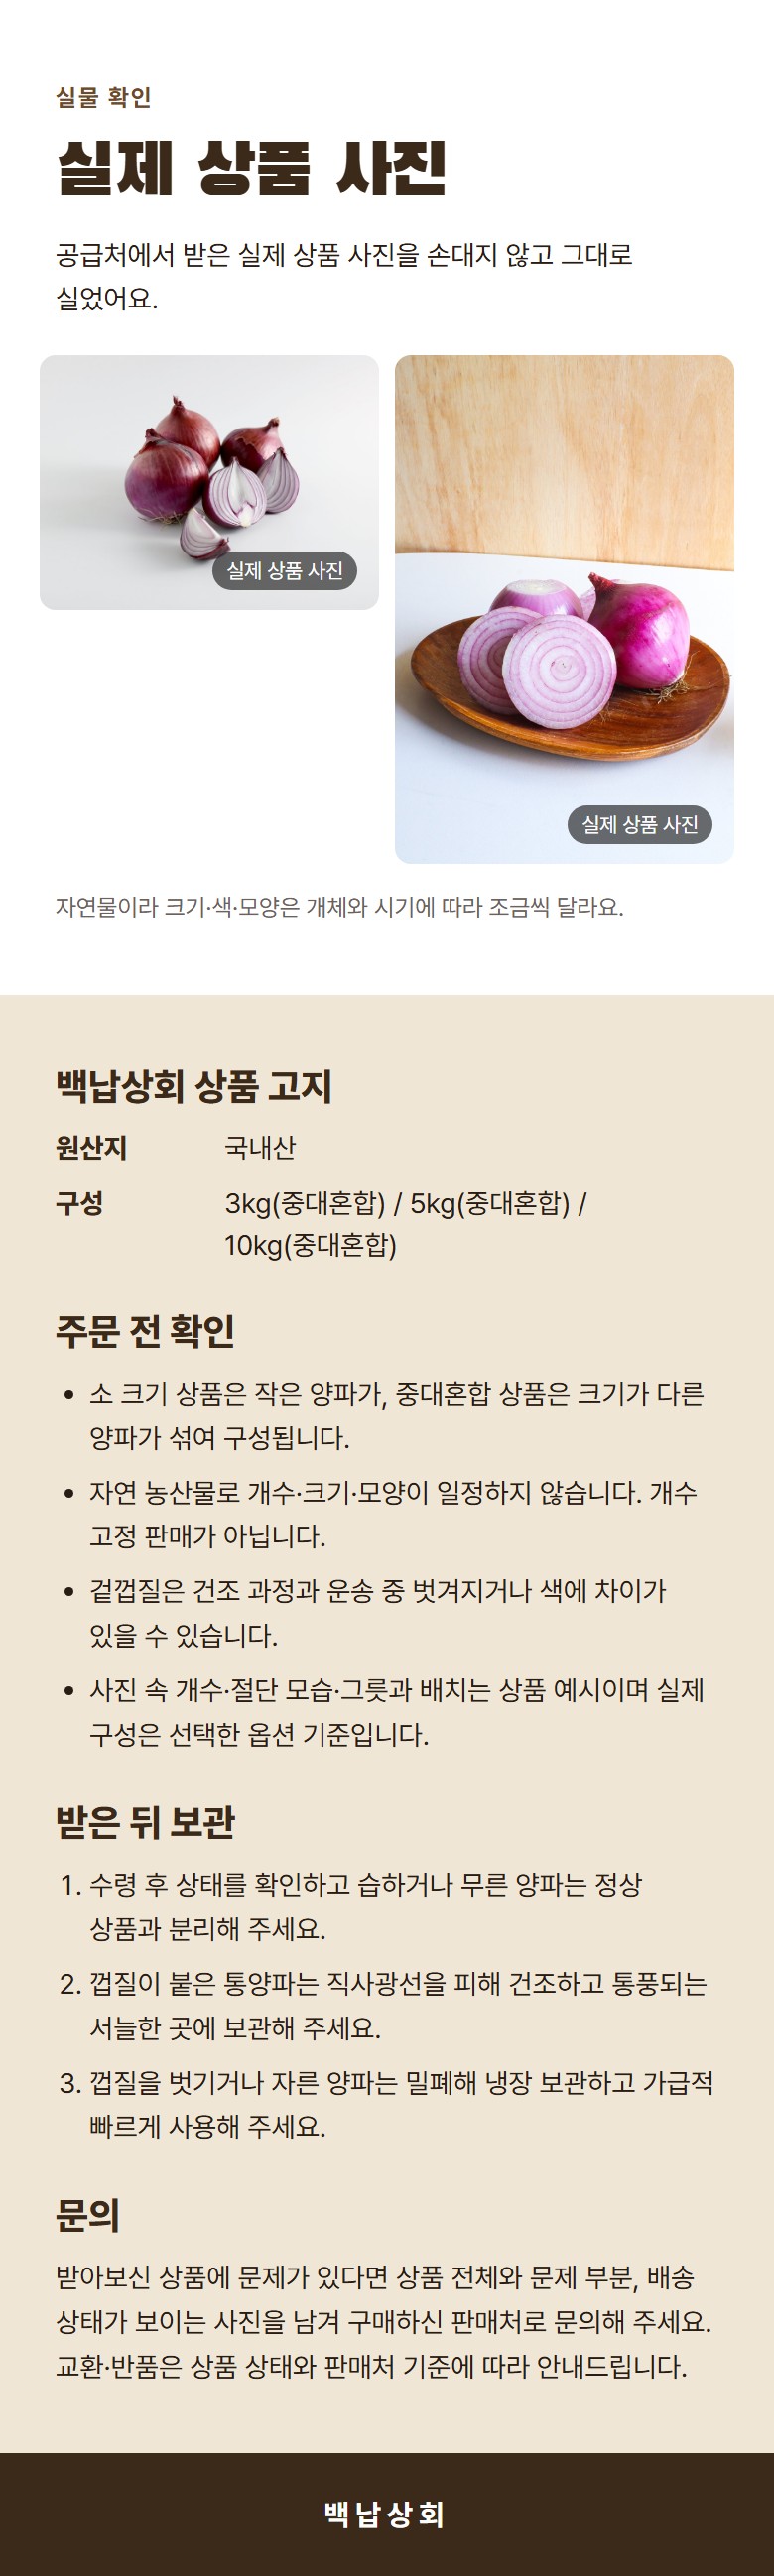 실물 확인
실제 상품 사진
공급처에서 받은 실제 상품 사진을 손대지 않고 그대로
실었어요.
실제 상품 사진
실제 상품 사진
자연물이라 크기·색·모양은 개체와 시기에 따라 조금씩 달라요.
백납상회 상품 고지
원산지 국내산
구성 3kg(중대혼합) / 5kg(중대혼합) /
10kg(중대혼합)
주문 전 확인
• 소 크기 상품은 작은 양파가, 중대혼합 상품은 크기가 다른
양파가 섞여 구성됩니다.
• 자연 농산물로 개수·크기·모양이 일정하지 않습니다. 개수
고정 판매가 아닙니다.
• 겉껍질은 건조 과정과 운송 중 벗겨지거나 색에 차이가
있을 수 있습니다.
• 사진 속 개수·절단 모습·그릇과 배치는 상품 예시이며 실제
구성은 선택한 옵션 기준입니다.
받은 뒤 보관
1. 수령 후 상태를 확인하고 습하거나 무른 양파는 정상
상품과 분리해 주세요.
2. 껍질이 붙은 통양파는 직사광선을 피해 건조하고 통풍되는
서늘한 곳에 보관해 주세요.
3. 껍질을 벗기거나 자른 양파는 밀폐해 냉장 보관하고 가급적
빠르게 사용해 주세요.
문의
받아보신 상품에 문제가 있다면 상품 전체와 문제 부분, 배송
상태가 보이는 사진을 남겨 구매하신 판매처로 문의해 주세요.
교환·반품은 상품 상태와 판매처 기준에 따라 안내드립니다.
백납상회